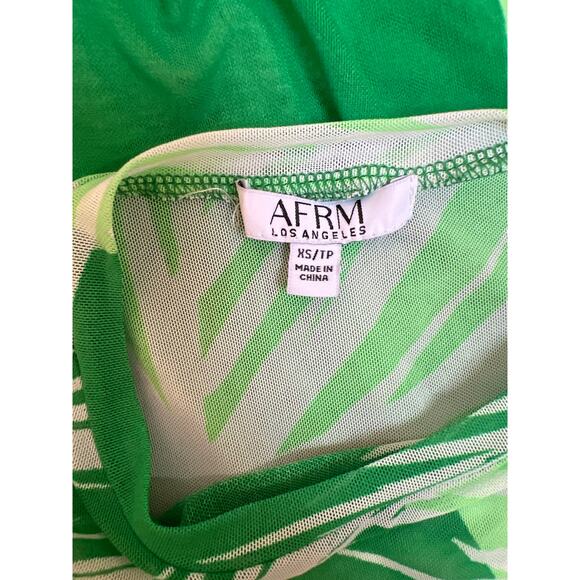 AFRM
LOS ANGELES
XS/TP
MADE IN
CHINA